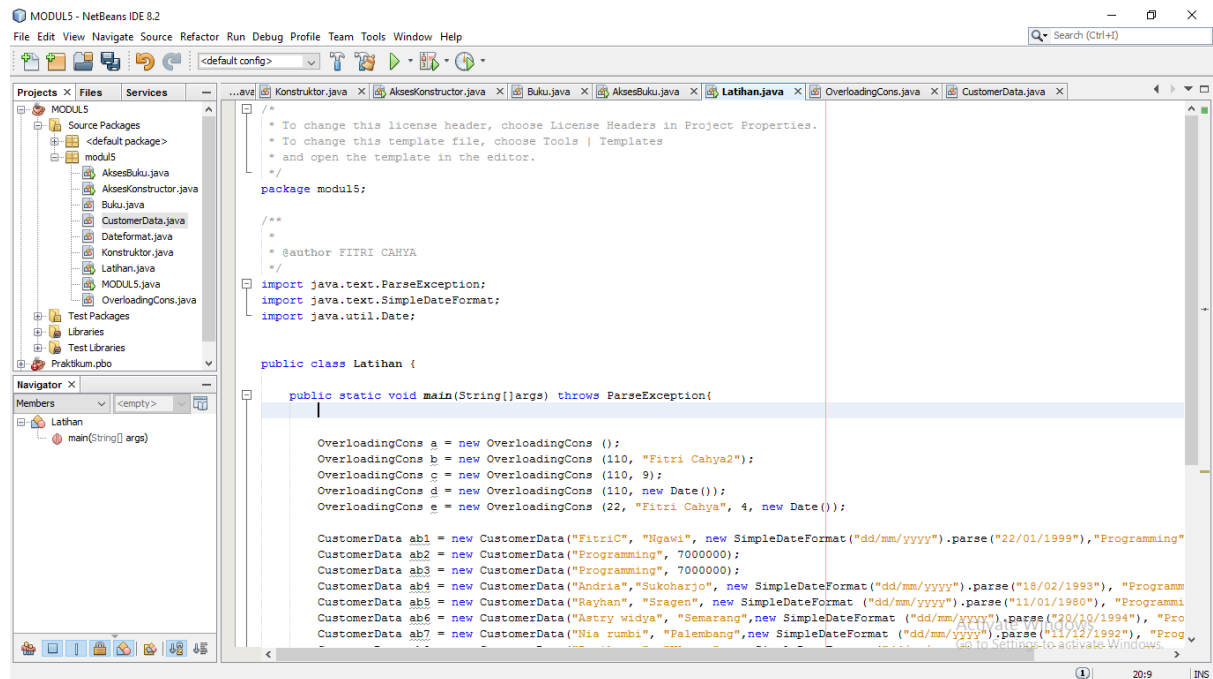 MODUL5 - NetBeans IDE 8.2
File Edit View Navigate Source Refactor Run Debug Profile Team Tools Window Help
Search (Ctrl+I)
<default config>
Projects × Files Services
...ava Konstruktor.java × AksesKonstructor.java × Buku.java × AksesBuku.java × Latihan.java × OverloadingCons.java × CustomerData.java ×
MODUL5
Source Packages
<default package>
modul5
AksesBuku.java
AksesKonstructor.java
Buku.java
CustomerData.java
Dateformat.java
Konstruktor.java
Latihan.java
MODUL5.java
OverloadingCons.java
Test Packages
Libraries
Test Libraries
Praktikum.pbo
Navigator ×
Members
<empty>
Latihan
main(String[] args)
/*
* To change this license header, choose License Headers in Project Properties.
* To change this template file, choose Tools | Templates
* and open the template in the editor.
*/
package modul5;
/**
*
* @author FITRI CAHYA
*/
import java.text.ParseException;
import java.text.SimpleDateFormat;
import java.util.Date;
public class Latihan {
public static void main(String[]args) throws ParseException{
OverloadingCons a = new OverloadingCons ();
OverloadingCons b = new OverloadingCons (110, "Fitri Cahya2");
OverloadingCons c = new OverloadingCons (110, 9);
OverloadingCons d = new OverloadingCons (110, new Date());
OverloadingCons e = new OverloadingCons (22, "Fitri Cahya", 4, new Date());
CustomerData ab1 = new CustomerData("FitriC", "Ngawi", new SimpleDateFormat("dd/mm/yyyy").parse("22/01/1999"),"Programming"
CustomerData ab2 = new CustomerData("Programming", 7000000);
CustomerData ab3 = new CustomerData("Programming", 7000000);
CustomerData ab4 = new CustomerData("Andria","Sukoharjo", new SimpleDateFormat("dd/mm/yyyy").parse("18/02/1993"), "Programm
CustomerData ab5 = new CustomerData("Rayhan", "Sragen", new SimpleDateFormat ("dd/mm/yyyy").parse("11/01/1980"), "Programmi
CustomerData ab6 = new CustomerData("Astry widya", "Semarang",new SimpleDateFormat ("dd/mm/yyyy").parse("20/10/1994"), "Pro
CustomerData ab7 = new CustomerData("Nia rumbi", "Palembang",new SimpleDateFormat ("dd/mm/yyyy").parse("11/12/1992"), "Prog
Activate Windows
Go to Settings to activate Windows.
1
20:9
INS